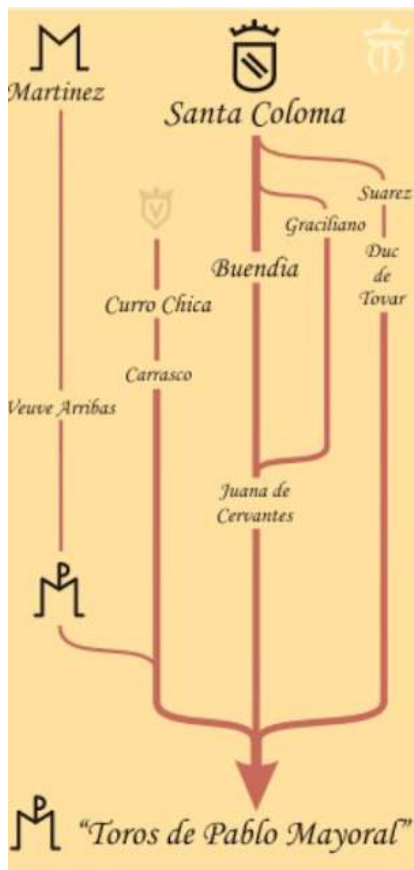 Martinez
Santa Coloma
Suarez
Graciliano
Duc
de
Tovar
Buendia
Curro Chica
Carrasco
Veuve Arribas
Juana de
Cervantes
"Toros de Pablo Mayoral"